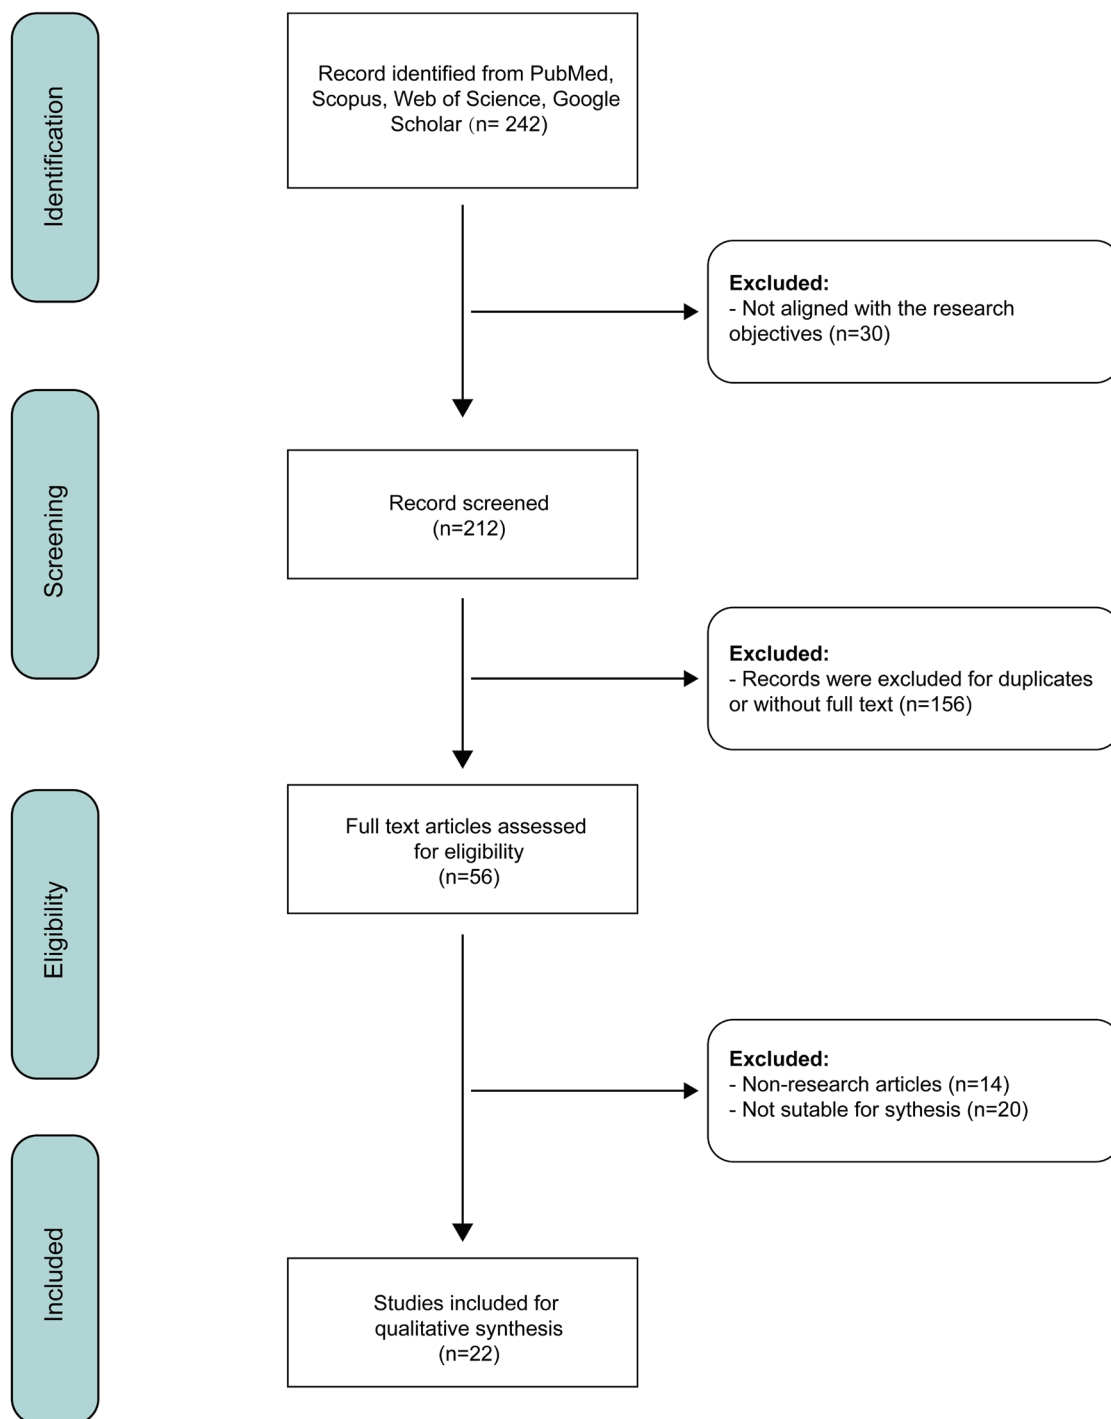 Identification
Record identified from PubMed,
Scopus, Web of Science, Google
Scholar (n= 242)
Excluded:
- Not aligned with the research
objectives (n=30)
Screening
Record screened
(n=212)
Excluded:
- Records were excluded for duplicates
or without full text (n=156)
Eligibility
Full text articles assessed
for eligibility
(n=56)
Excluded:
- Non-research articles (n=14)
- Not sutable for sythesis (n=20)
Included
Studies included for
qualitative synthesis
(n=22)